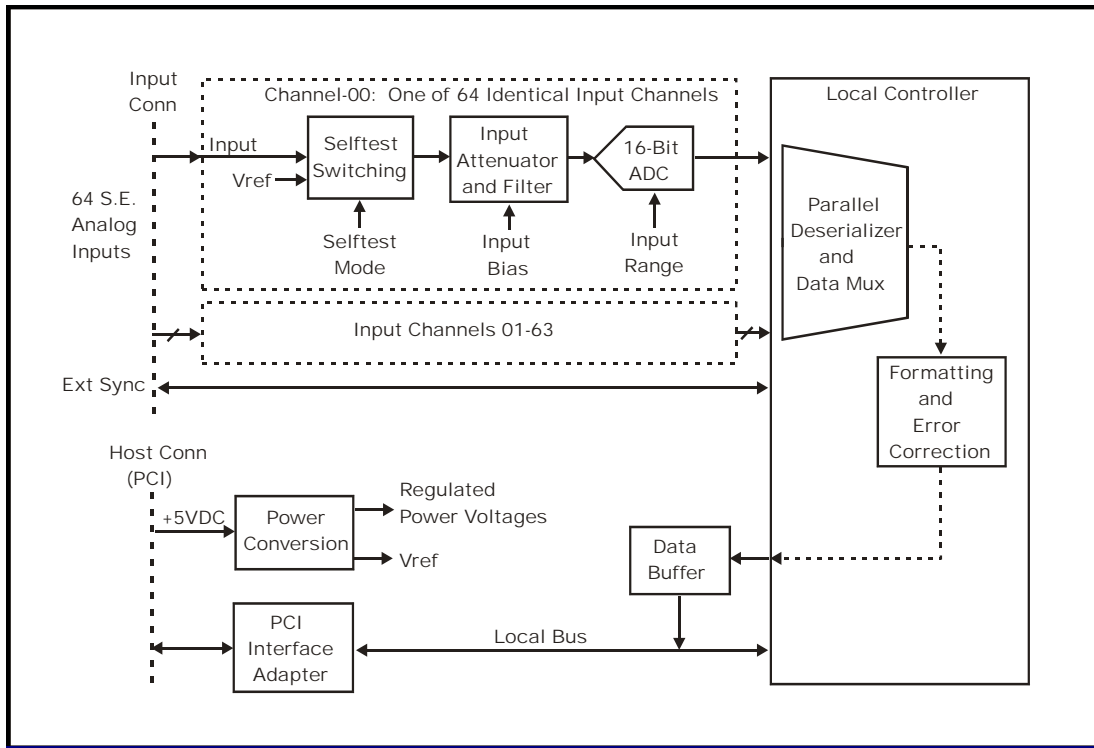 Input
Conn
Channel-00:  One of 64 Identical Input Channels
Local Controller
Input
Vref
Selftest
Switching
Input
Attenuator
and Filter
16-Bit
ADC
64 S.E.
Analog
Inputs
Selftest
Mode
Input
Bias
Input
Range
Parallel
Deserializer
and
Data Mux
Input Channels 01-63
Ext Sync
Formatting
and
Error
Correction
Host Conn
(PCI)
+5VDC
Power
Conversion
Regulated
Power Voltages
Vref
Data
Buffer
PCI
Interface
Adapter
Local Bus